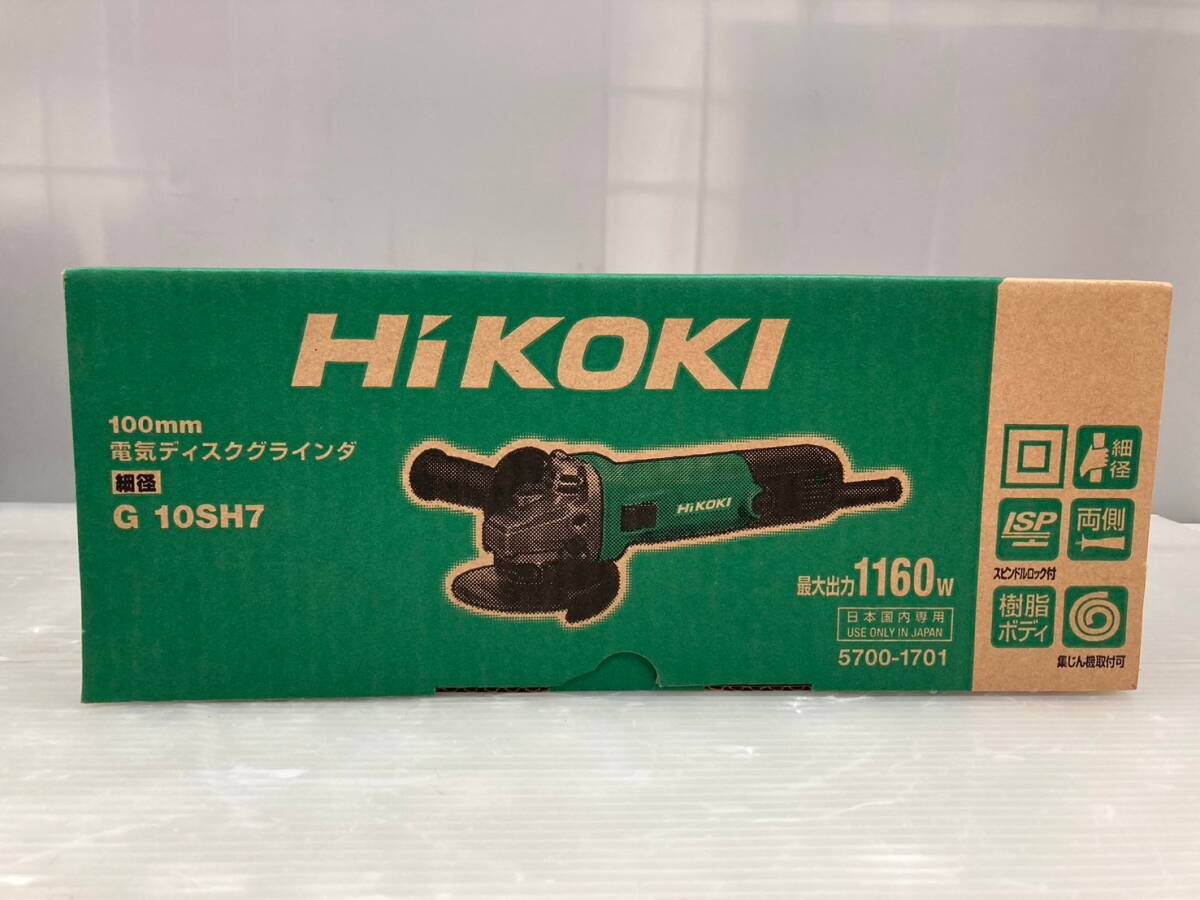 HiKOKI
100mm
電気ディスクグラインダ
細径
G 10SH7
HiKOKI
最大出力1160W
日本国内専用
USE ONLY IN JAPAN
5700-1701
細径
LSP
両側
スピンドルロック付
樹脂ボディ
集じん機取付可